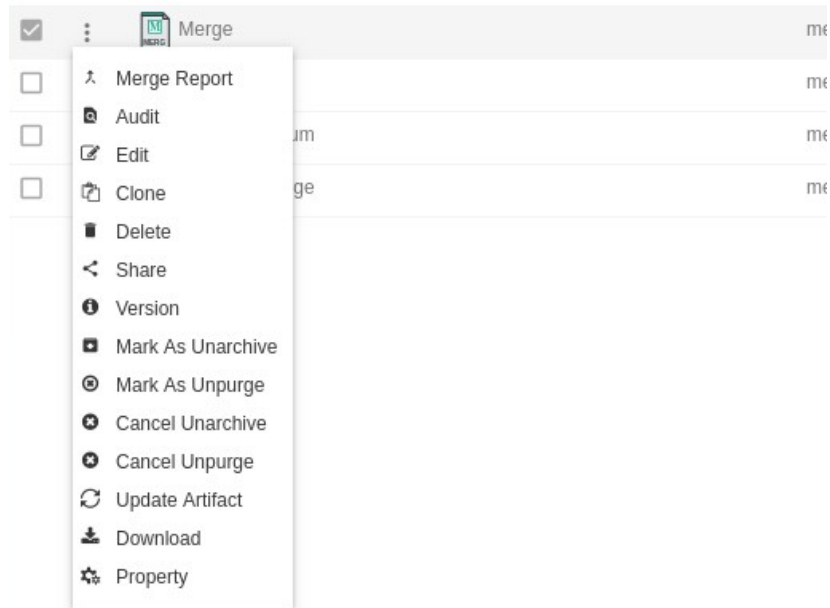 M
MERG
Merge
me
Merge Report
me
Audit
um
me
Edit
Clone
ge
me
Delete
Share
Version
Mark As Unarchive
Mark As Unpurge
Cancel Unarchive
Cancel Unpurge
Update Artifact
Download
Property